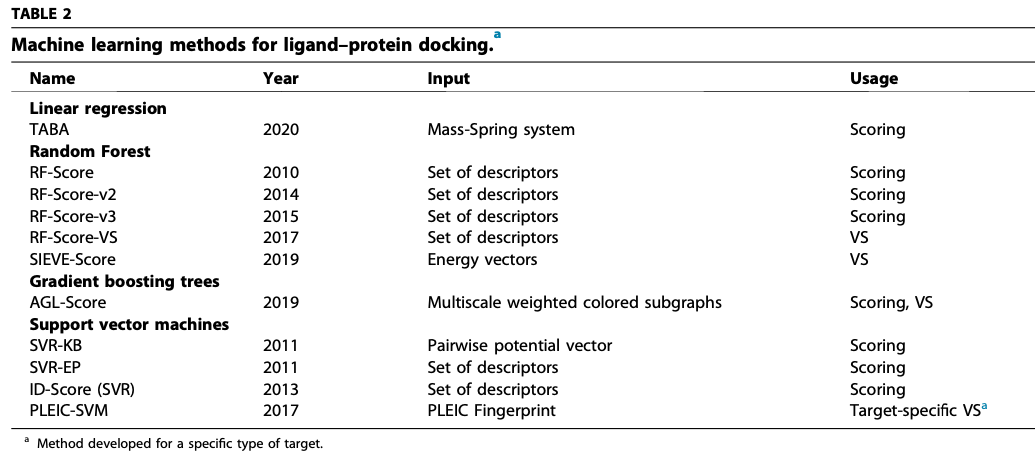 TABLE 2
Machine learning methods for ligand–protein docking.a
Name Year Input Usage
Linear regression
TABA 2020 Mass-Spring system Scoring
Random Forest
RF-Score 2010 Set of descriptors Scoring
RF-Score-v2 2014 Set of descriptors Scoring
RF-Score-v3 2015 Set of descriptors Scoring
RF-Score-VS 2017 Set of descriptors VS
SIEVE-Score 2019 Energy vectors VS
Gradient boosting trees
AGL-Score 2019 Multiscale weighted colored subgraphs Scoring, VS
Support vector machines
SVR-KB 2011 Pairwise potential vector Scoring
SVR-EP 2011 Set of descriptors Scoring
ID-Score (SVR) 2013 Set of descriptors Scoring
PLEIC-SVM 2017 PLEIC Fingerprint Target-specific VSa
a Method developed for a specific type of target.